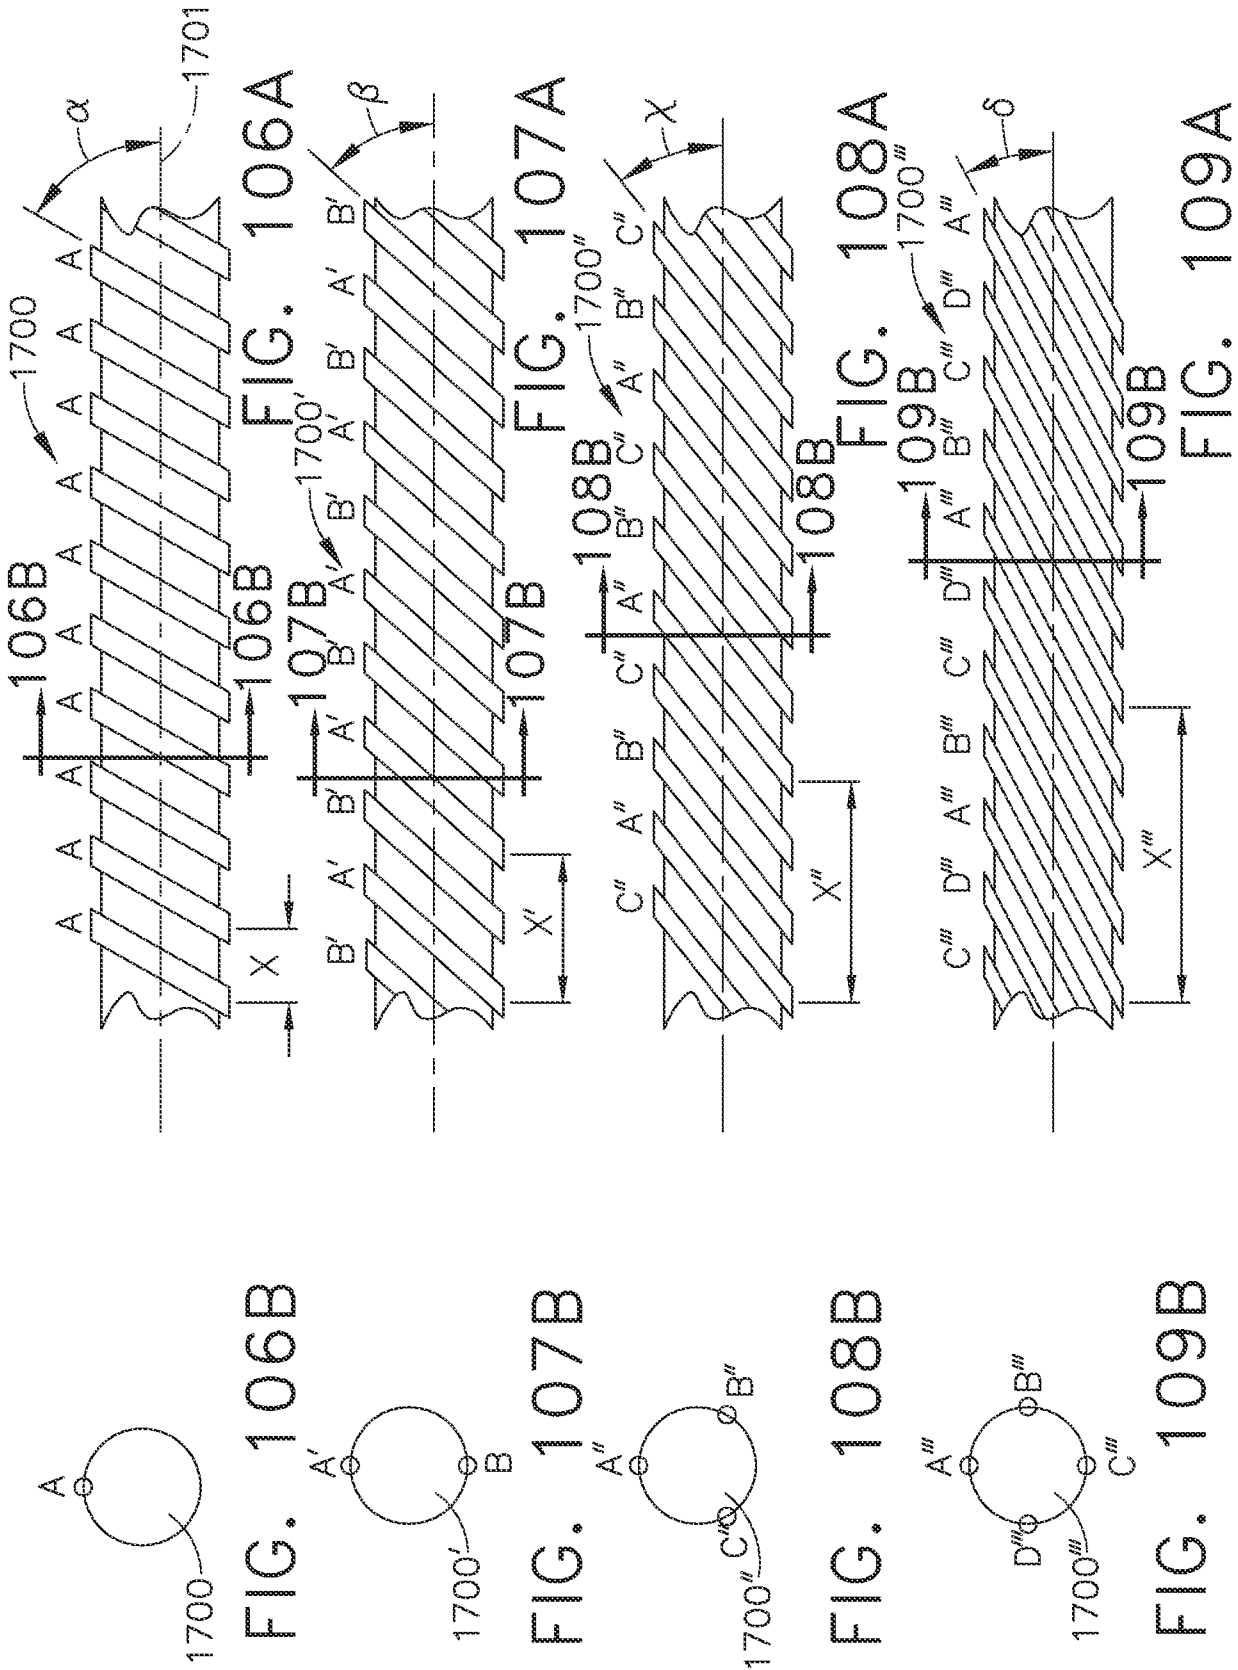 A
1700
FIG. 106B
A'
B
1700'
FIG. 107B
A"
B"
C"
1700"
FIG. 108B
A'''
B'''
C'''
D'''
1700'''
FIG. 109B
106B
106B
A A A A A A A A A A
1700
α
1701
X
FIG. 106A
107B
107B
B' A' B' A' B' A' B' A' B' A' B'
1700'
β
X'
FIG. 107A
108B
108B
C" A" B" C" A" B" C" A" B" C"
1700"
χ
X"
FIG. 108A
109B
109B
C''' D''' A''' B''' C''' D''' A''' B''' C''' D''' A'''
1700'''
δ
X'''
FIG. 109A